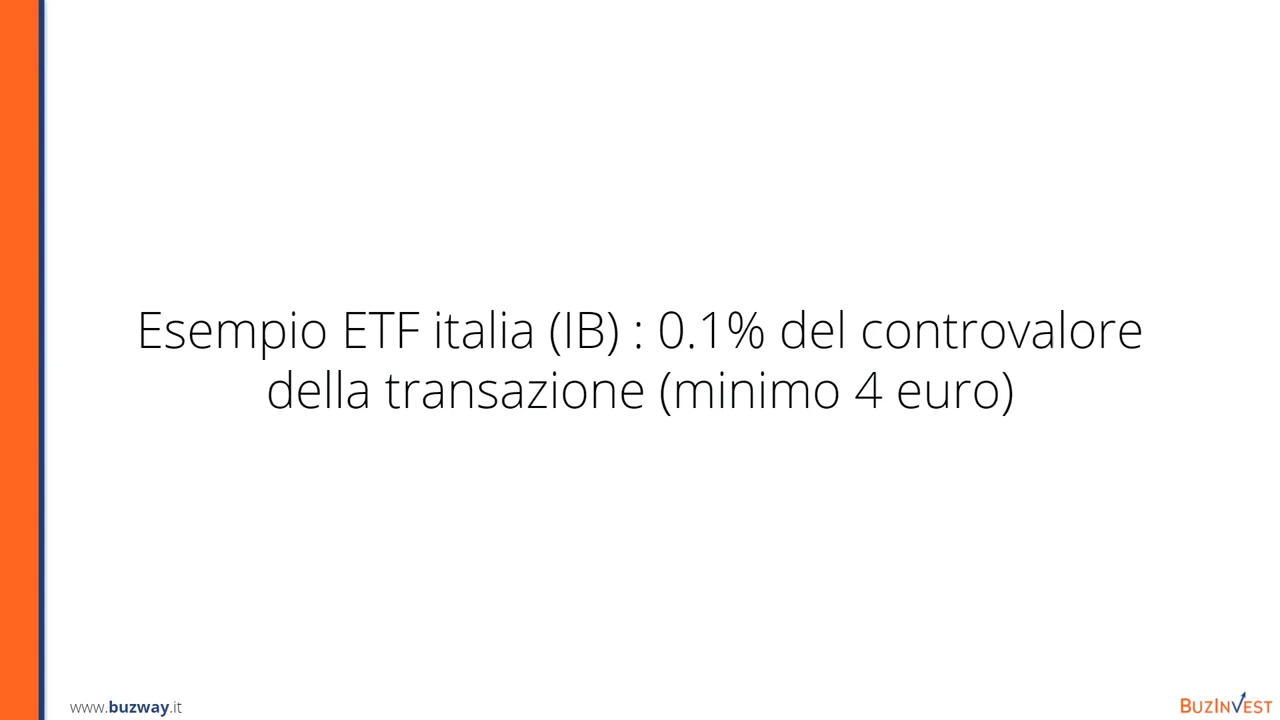 Esempio ETF italia (IB) : 0.1% del controvalore
della transazione (minimo 4 euro)
www.buzway.it
BUZINVEST